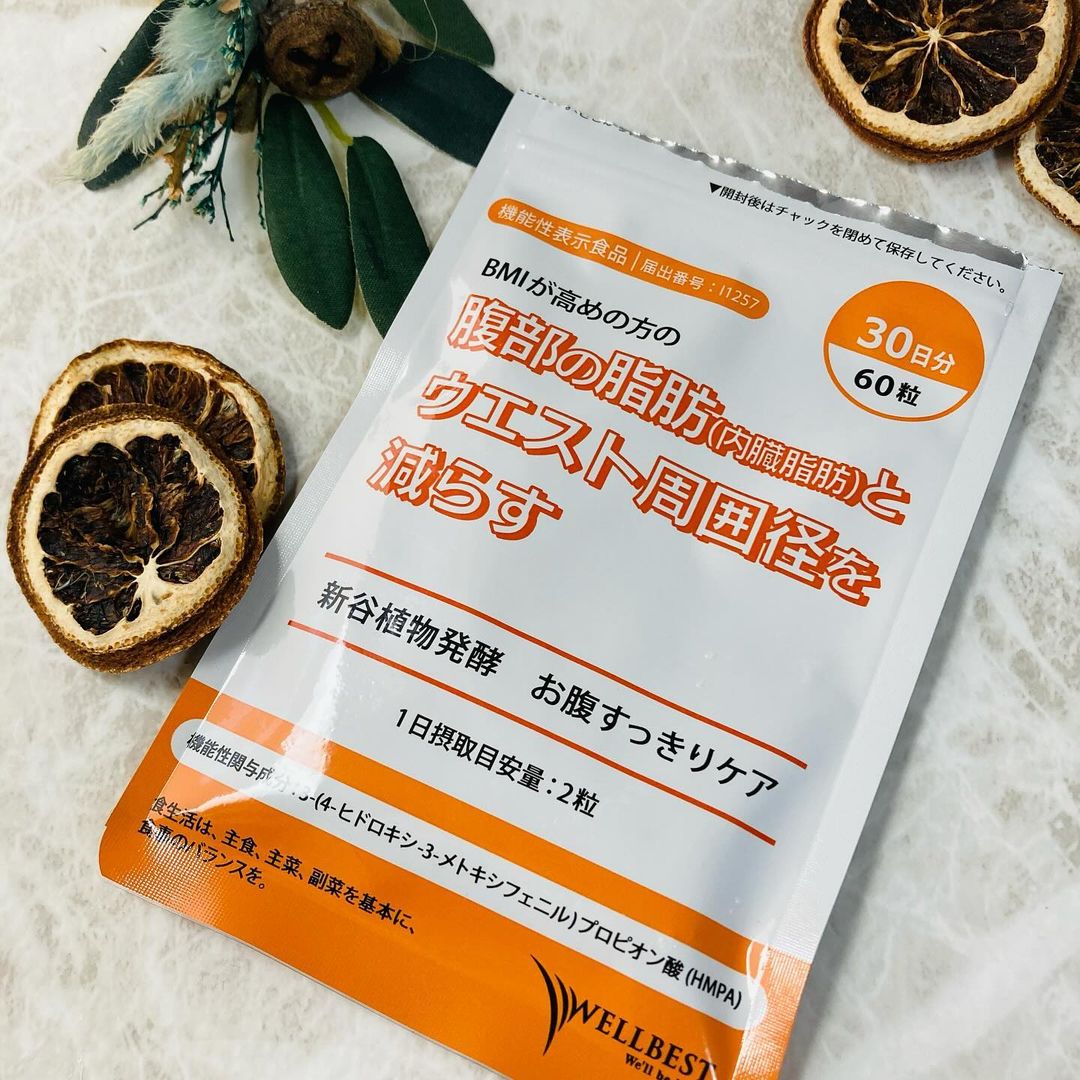 ▼開封後はチャックを閉めて保存してください。
機能性表示食品｜届出番号：I1257
30日分
60粒
BMIが高めの方の
腹部の脂肪(内臓脂肪)と
ウエスト周囲径を
減らす
新谷植物発酵 お腹すっきりケア
1日摂取目安量：2粒
機能性関与成分：3-(4-ヒドロキシ-3-メトキシフェニル)プロピオン酸(HMPA)
食生活は、主食、主菜、副菜を基本に、
食事のバランスを。
WELLBEST
We'll be